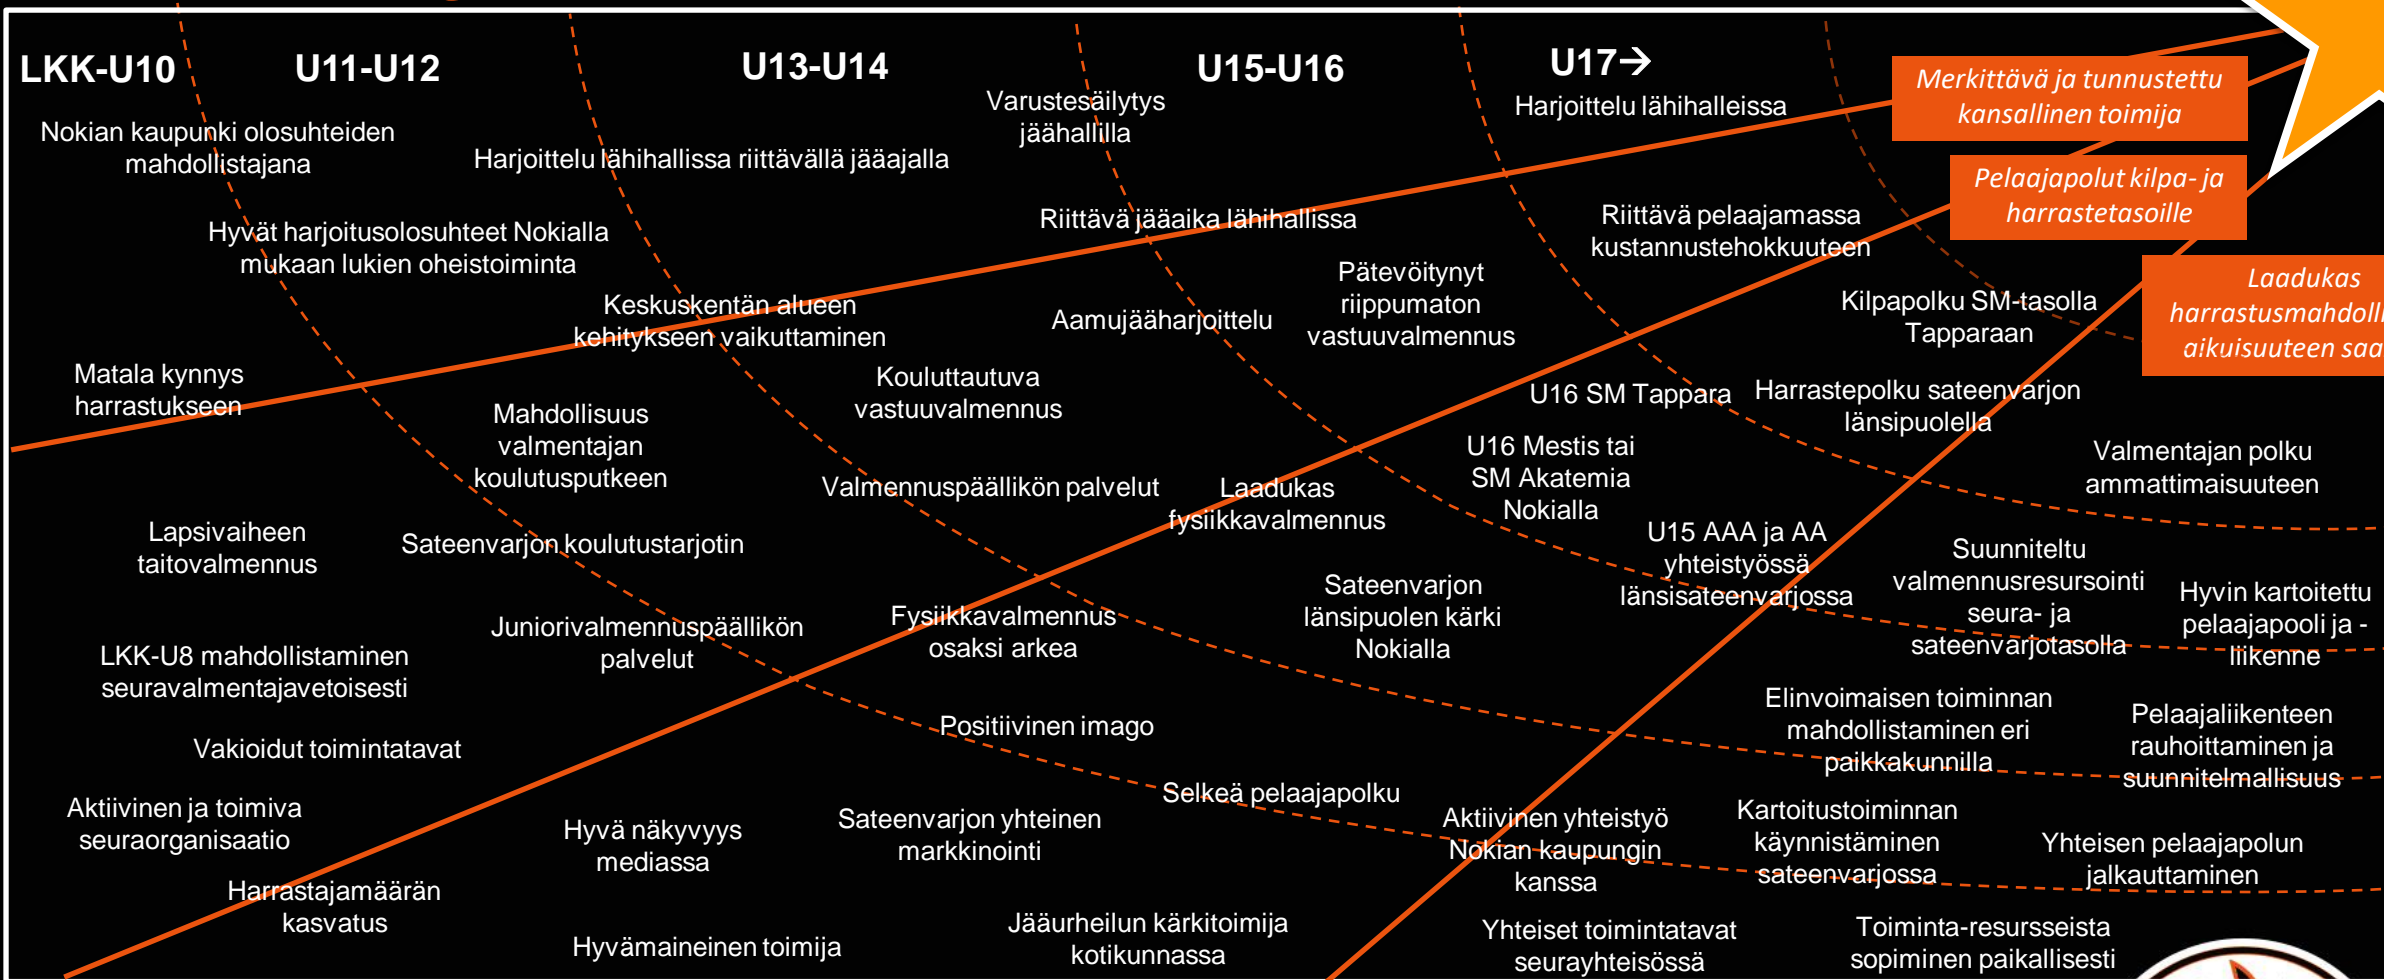 LKK-U10
U11-U12
U13-U14
U15-U16
U17→
Nokian kaupunki olosuhteiden
mahdollistajana
Harjoittelu lähihallissa riittävällä jääajalla
Varustesäilytys
jäähallilla
Harjoittelu lähihalleissa
Merkittävä ja tunnustettu
kansallinen toimija
Pelaajapolut kilpa- ja
harrastetasoille
Laadukas
harrastusmahdolli
aikuisuuteen saa
Hyvät harjoitusolosuhteet Nokialla
mukaan lukien oheistoiminta
Riittävä jääaika lähihallissa
Riittävä pelaajamassa
kustannustehokkuuteen
Keskuskentän alueen
kehitykseen vaikuttaminen
Aamujääharjoittelu
Pätevöitynyt
riippumaton
vastuuvalmennus
Kilpapolku SM-tasolla
Tapparaan
Matala kynnys
harrastukseen
Mahdollisuus
valmentajan
koulutusputkeen
Kouluttautuva
vastuuvalmennus
U16 SM Tappara
Harrastepolku sateenvarjon
länsipuolella
Valmennuspäällikön palvelut
Laadukas
fysiikkavalmennus
U16 Mestis tai
SM Akatemia
Nokialla
Valmentajan polku
ammattimaisuuteen
Lapsivaiheen
taitovalmennus
Sateenvarjon koulutustarjotin
U15 AAA ja AA
yhteistyössä
länsisateenvarjossa
Suunniteltu
valmennusresursointi
seura- ja
sateenvarjotasolla
Hyvin kartoitettu
pelaajapooli ja -
liikenne
Juniorivalmennuspäällikön
palvelut
Fysiikkavalmennus
osaksi arkea
Sateenvarjon
länsipuolen kärki
Nokialla
LKK-U8 mahdollistaminen
seuravalmentajavetoisesti
Vakioidut toimintatavat
Positiivinen imago
Elinvoimaisen toiminnan
mahdollistaminen eri
paikkakunnilla
Pelaajaliikenteen
rauhoittaminen ja
suunnitelmallisuus
Aktiivinen ja toimiva
seuraorganisaatio
Hyvä näkyvyys
mediassa
Sateenvarjon yhteinen
markkinointi
Selkeä pelaajapolku
Aktiivinen yhteistyö
Nokian kaupungin
kanssa
Kartoitustoiminnan
käynnistäminen
sateenvarjossa
Yhteisen pelaajapolun
jalkauttaminen
Harrastajamäärän
kasvatus
Hyvämaineinen toimija
Jääurheilun kärkitoimija
kotikunnassa
Yhteiset toimintatavat
seurayhteisössä
Toiminta-resursseista
sopiminen paikallisesti